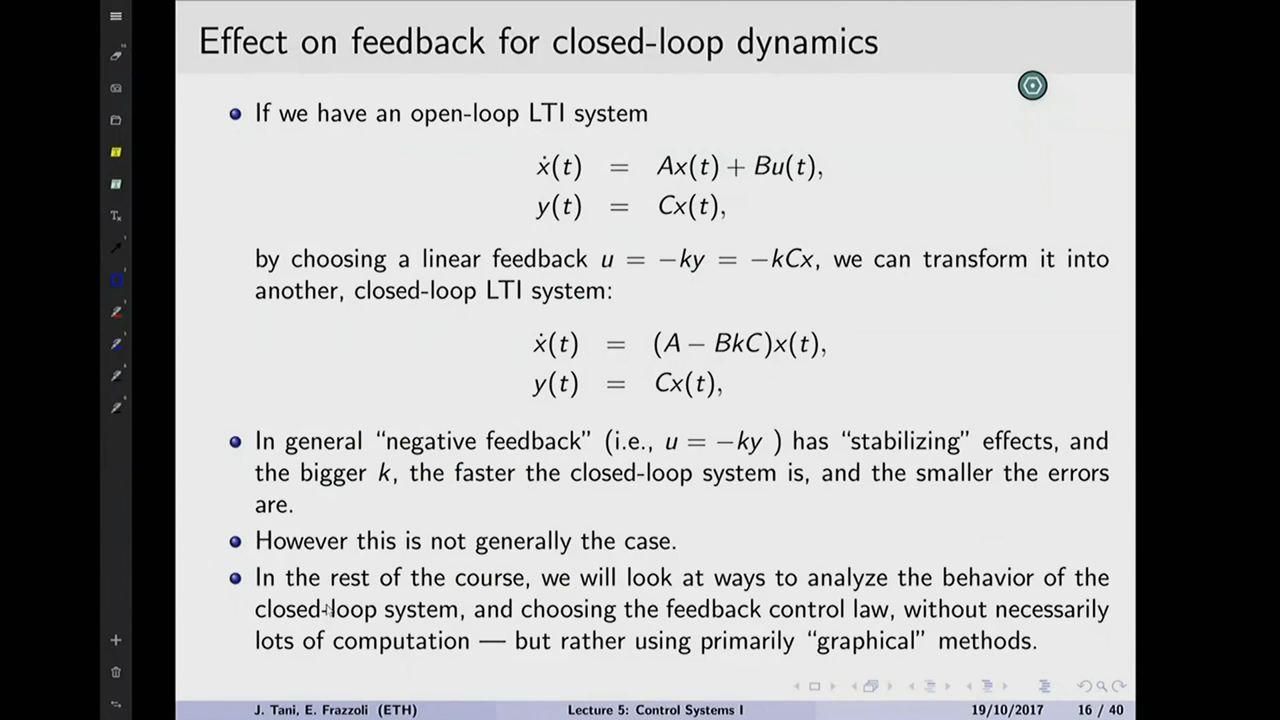 Effect on feedback for closed-loop dynamics
If we have an open-loop LTI system
ẋ(t) = Ax(t) + Bu(t),
y(t) = Cx(t),
by choosing a linear feedback u = −ky = −kCx, we can transform it into
another, closed-loop LTI system:
ẋ(t) = (A − BkC)x(t),
y(t) = Cx(t),
In general “negative feedback” (i.e., u = −ky ) has “stabilizing” effects, and
the bigger k, the faster the closed-loop system is, and the smaller the errors
are.
However this is not generally the case.
In the rest of the course, we will look at ways to analyze the behavior of the
closed-loop system, and choosing the feedback control law, without necessarily
lots of computation — but rather using primarily “graphical” methods.
J. Tani, E. Frazzoli (ETH) Lecture 5: Control Systems I 19/10/2017 16 / 40